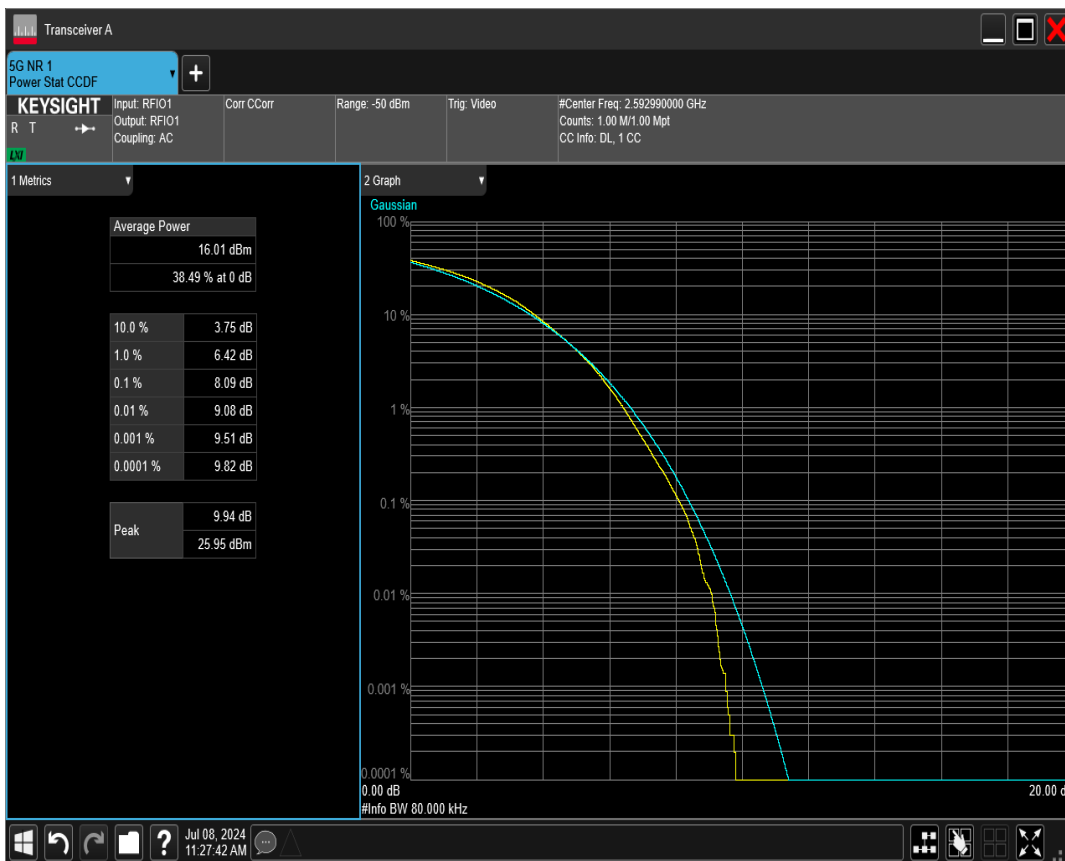 Transceiver A
5G NR 1
Power Stat CCDF
KEYSIGHT
R T
LXI
Input: RFIO1
Output: RFIO1
Coupling: AC
Corr CCorr
Range: -50 dBm
Trig: Video
#Center Freq: 2.592990000 GHz
Counts: 1.00 M/1.00 Mpt
CC Info: DL, 1 CC
1 Metrics
Average Power
16.01 dBm
38.49 % at 0 dB
10.0 % 3.75 dB
1.0 % 6.42 dB
0.1 % 8.09 dB
0.01 % 9.08 dB
0.001 % 9.51 dB
0.0001 % 9.82 dB
Peak
9.94 dB
25.95 dBm
2 Graph
Gaussian
100 %
10 %
1 %
0.1 %
0.01 %
0.001 %
0.0001 %
0.00 dB 20.00 d
#Info BW 80.000 kHz
?
Jul 08, 2024
11:27:42 AM